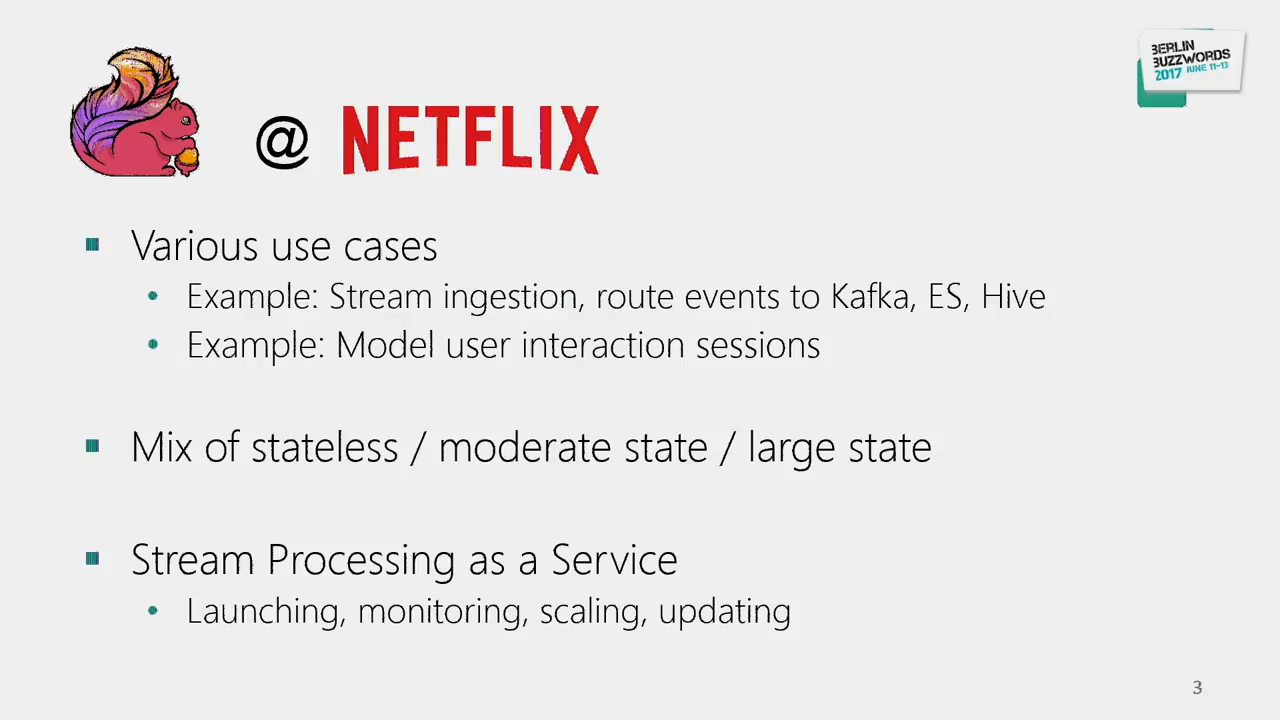 BERLIN
BUZZWORDS
2017 JUNE 11-13
@ NETFLIX
Various use cases
Example: Stream ingestion, route events to Kafka, ES, Hive
Example: Model user interaction sessions
Mix of stateless / moderate state / large state
Stream Processing as a Service
Launching, monitoring, scaling, updating
3